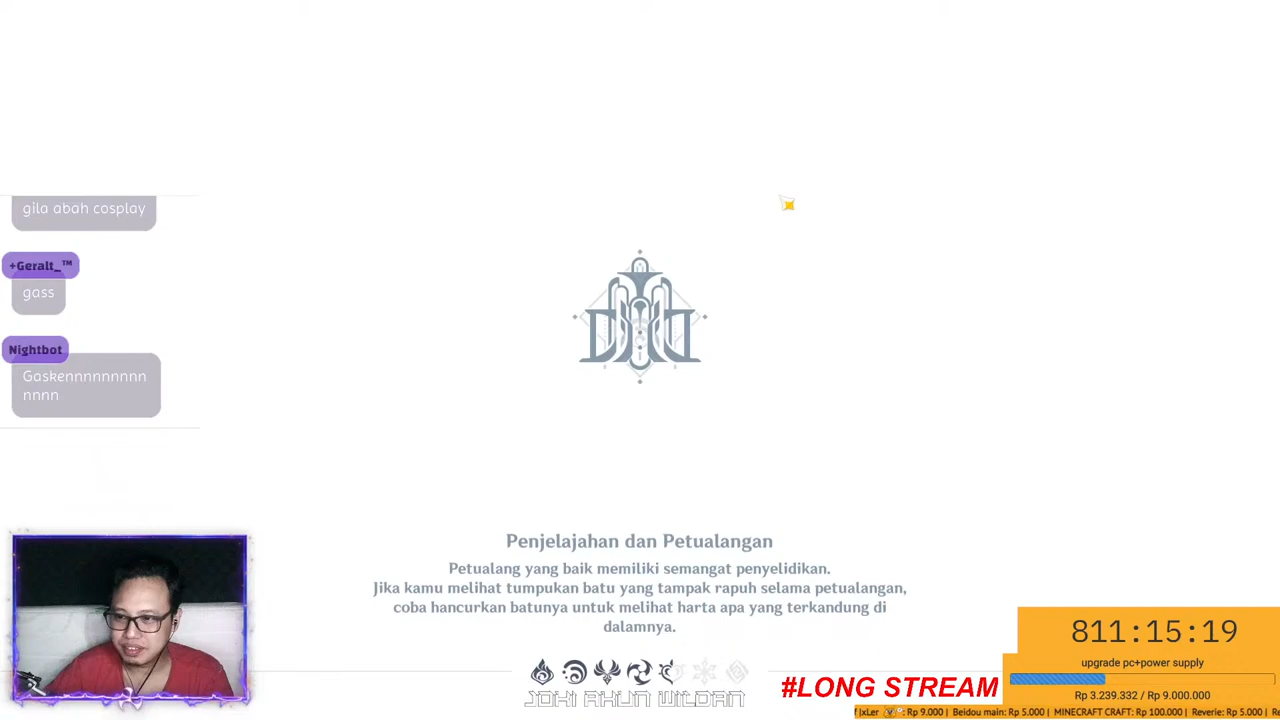 gila abah cosplay
+Geralt_™
gass
Nightbot
Gaskennnnnnnnn
nnnn
Penjelajahan dan Petualangan
Petualang yang baik memiliki semangat penyelidikan.
Jika kamu melihat tumpukan batu yang tampak rapuh selama petualangan,
coba hancurkan batunya untuk melihat harta apa yang terkandung di
dalamnya.
JOKI AKUN WILDAN
#LONG STREAM
811:15:19
upgrade pc+power supply
Rp 3.239.332 / Rp 9.000.000
: Rp 9.000 | Beidou main: Rp 5.000 | MINECRAFT CRAFT: Rp 100.000 | Reverie: Rp 5.000 |